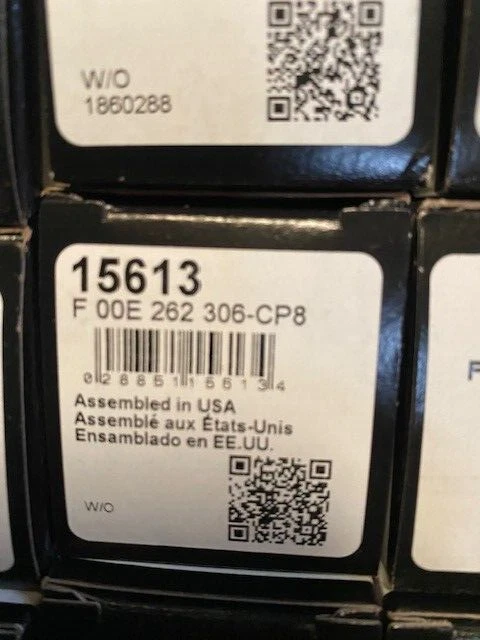 W/O
1860288
15613
F 00E 262 306-CP8
0 28851 15613 4
Assembled in USA
Assemblé aux États-Unis
Ensamblado en EE.UU.
W/O
F